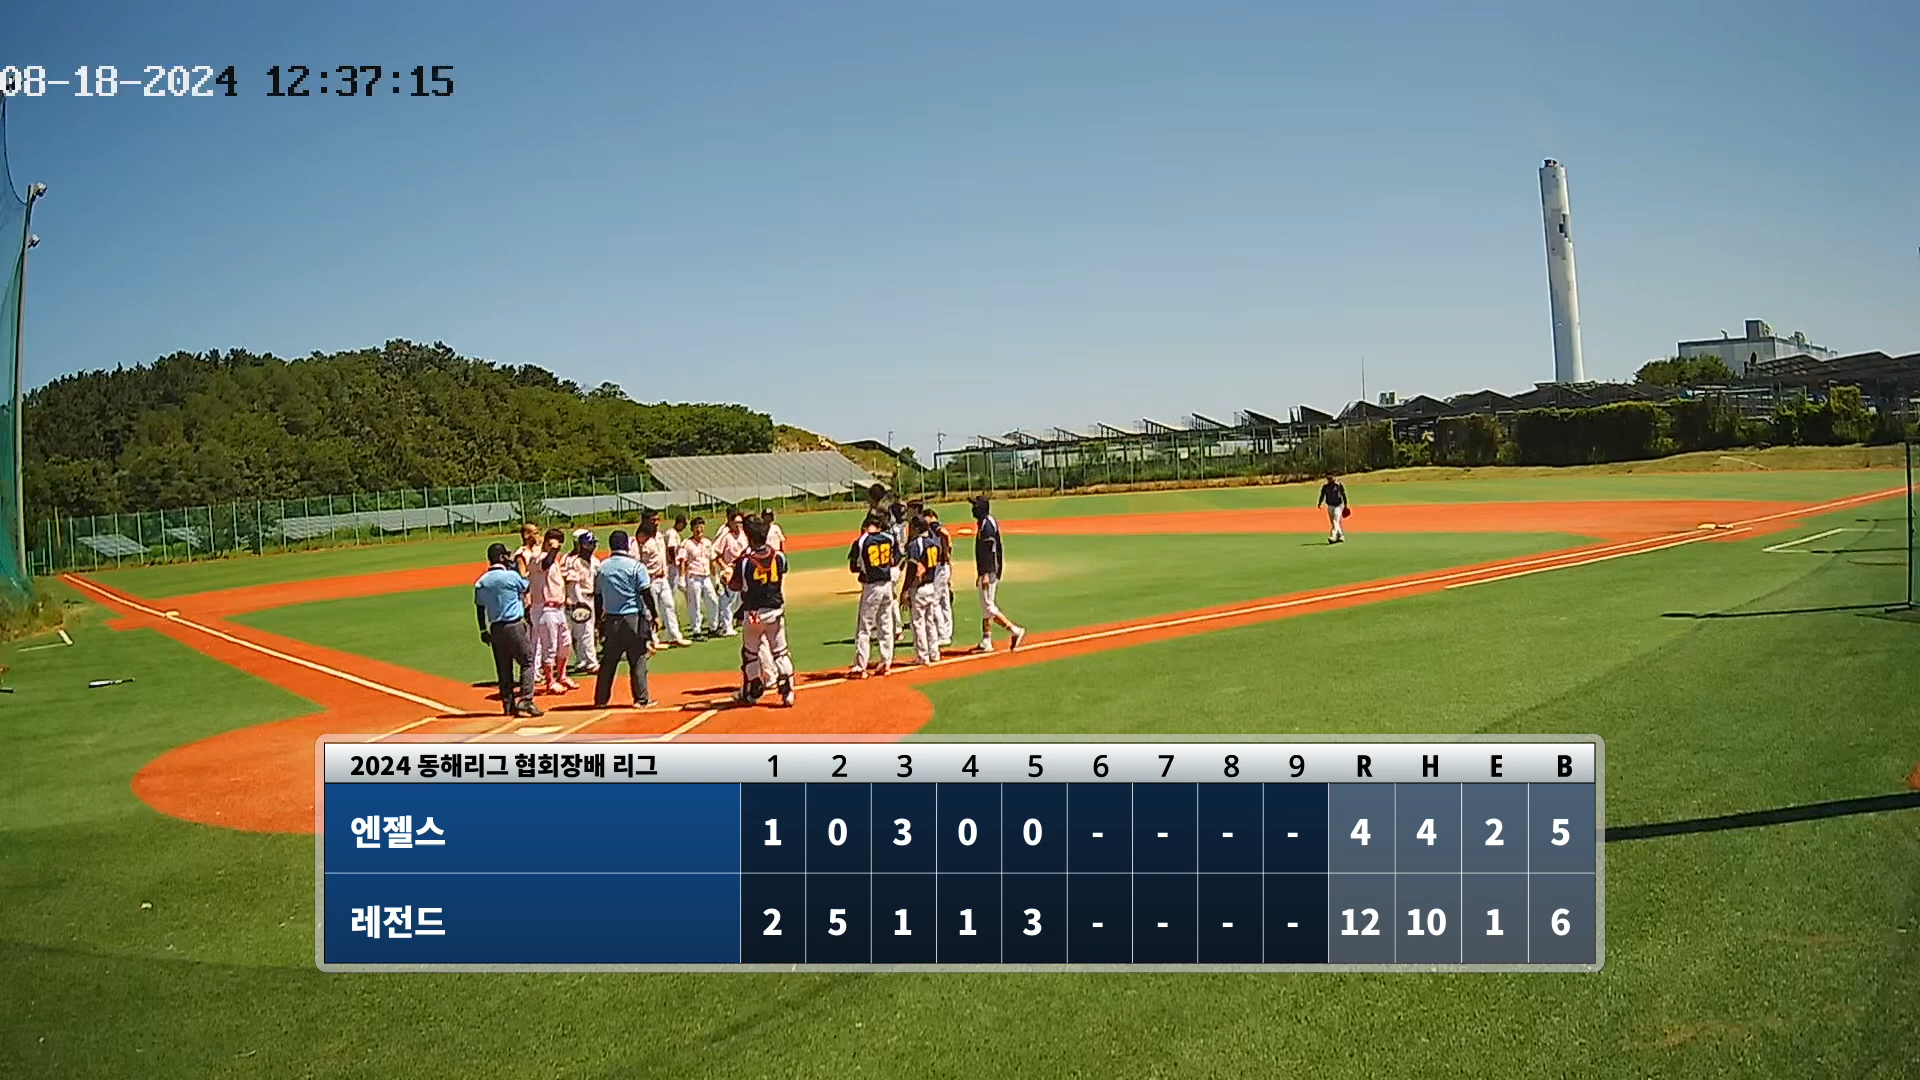 08-18-2024 12:37:15
22
41
2024 동해리그 협회장배 리그 1 2 3 4 5 6 7 8 9 R H E B
엔젤스 1 0 3 0 0 - - - - 4 4 2 5
레전드 2 5 1 1 3 - - - - 12 10 1 6